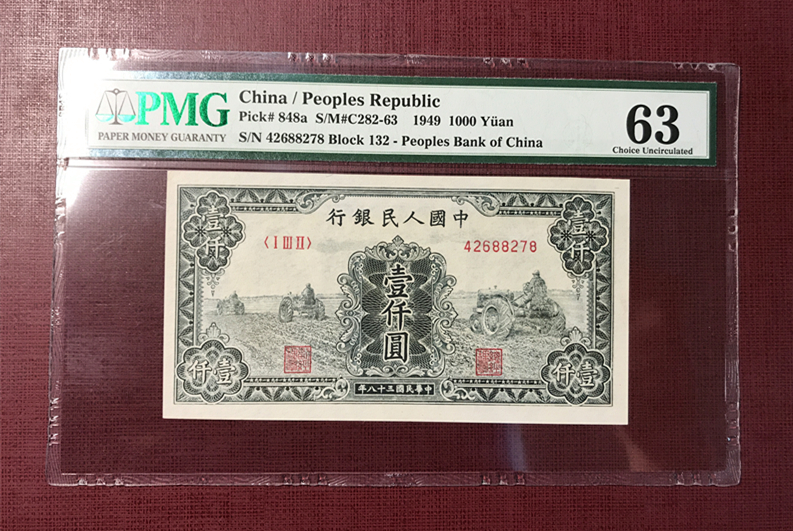 PMG
PAPER MONEY GUARANTY
China / Peoples Republic
Pick# 848a S/M#C282-63 1949 1000 Yüan
S/N 42688278 Block 132 - Peoples Bank of China
63
Choice Uncirculated
行銀民人國中
壹仟
壹仟
〈I III II〉
42688278
壹仟圓
仟壹
仟壹
年八十三國民華中